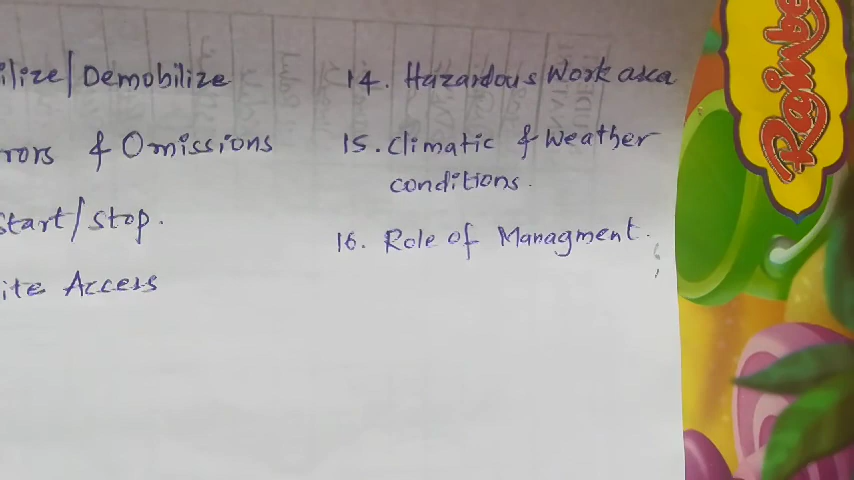 ilize/Demobilize
rors & Omissions
Start/Stop.
ite Access
14. Hazardous Work area
15. Climatic & Weather
conditions.
16. Role of Managment.
Rainbo